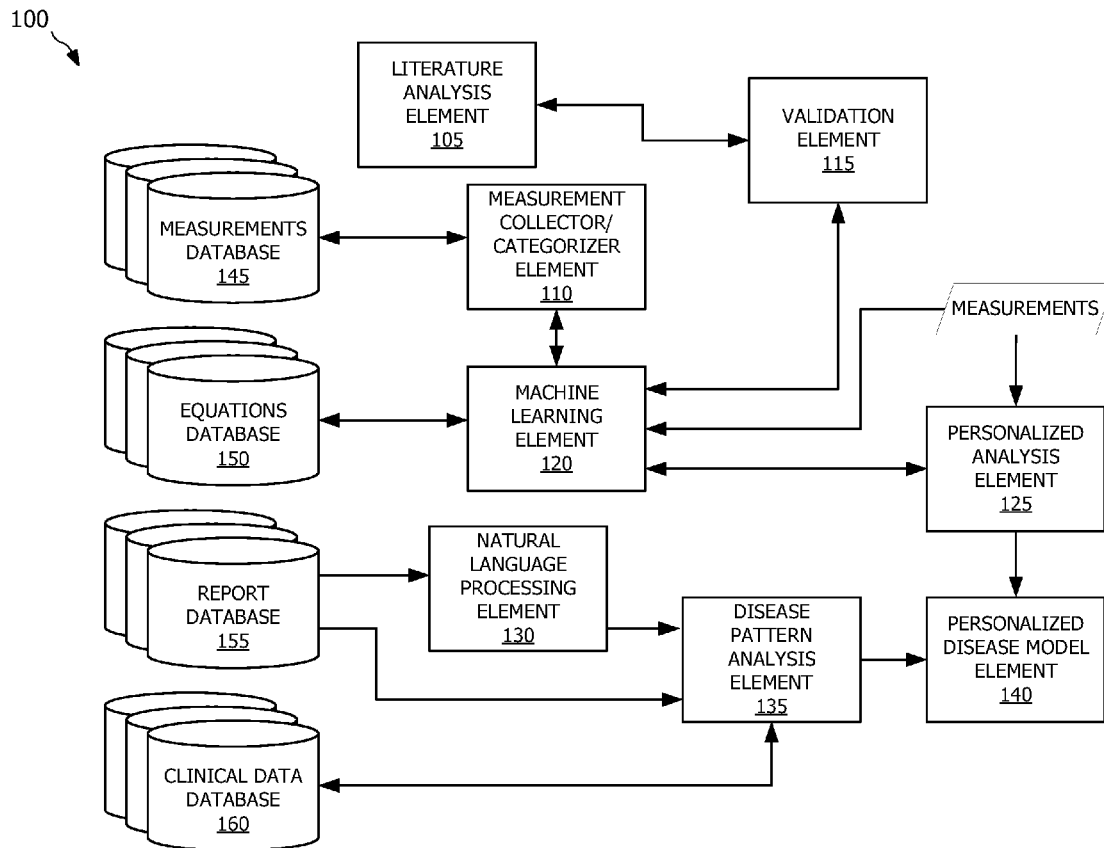 100
LITERATURE
ANALYSIS
ELEMENT
105
VALIDATION
ELEMENT
115
MEASUREMENTS
DATABASE
145
MEASUREMENT
COLLECTOR/
CATEGORIZER
ELEMENT
110
MEASUREMENTS
EQUATIONS
DATABASE
150
MACHINE
LEARNING
ELEMENT
120
PERSONALIZED
ANALYSIS
ELEMENT
125
REPORT
DATABASE
155
NATURAL
LANGUAGE
PROCESSING
ELEMENT
130
DISEASE
PATTERN
ANALYSIS
ELEMENT
135
PERSONALIZED
DISEASE MODEL
ELEMENT
140
CLINICAL DATA
DATABASE
160